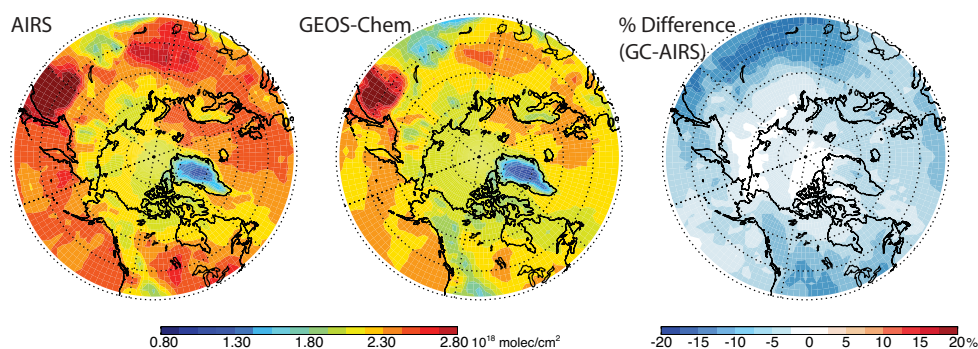 AIRS
GEOS-Chem
% Difference
(GC-AIRS)
0.80 1.30 1.80 2.30 2.80 10¹⁸ molec/cm²
-20 -15 -10 -5 0 5 10 15 20 %